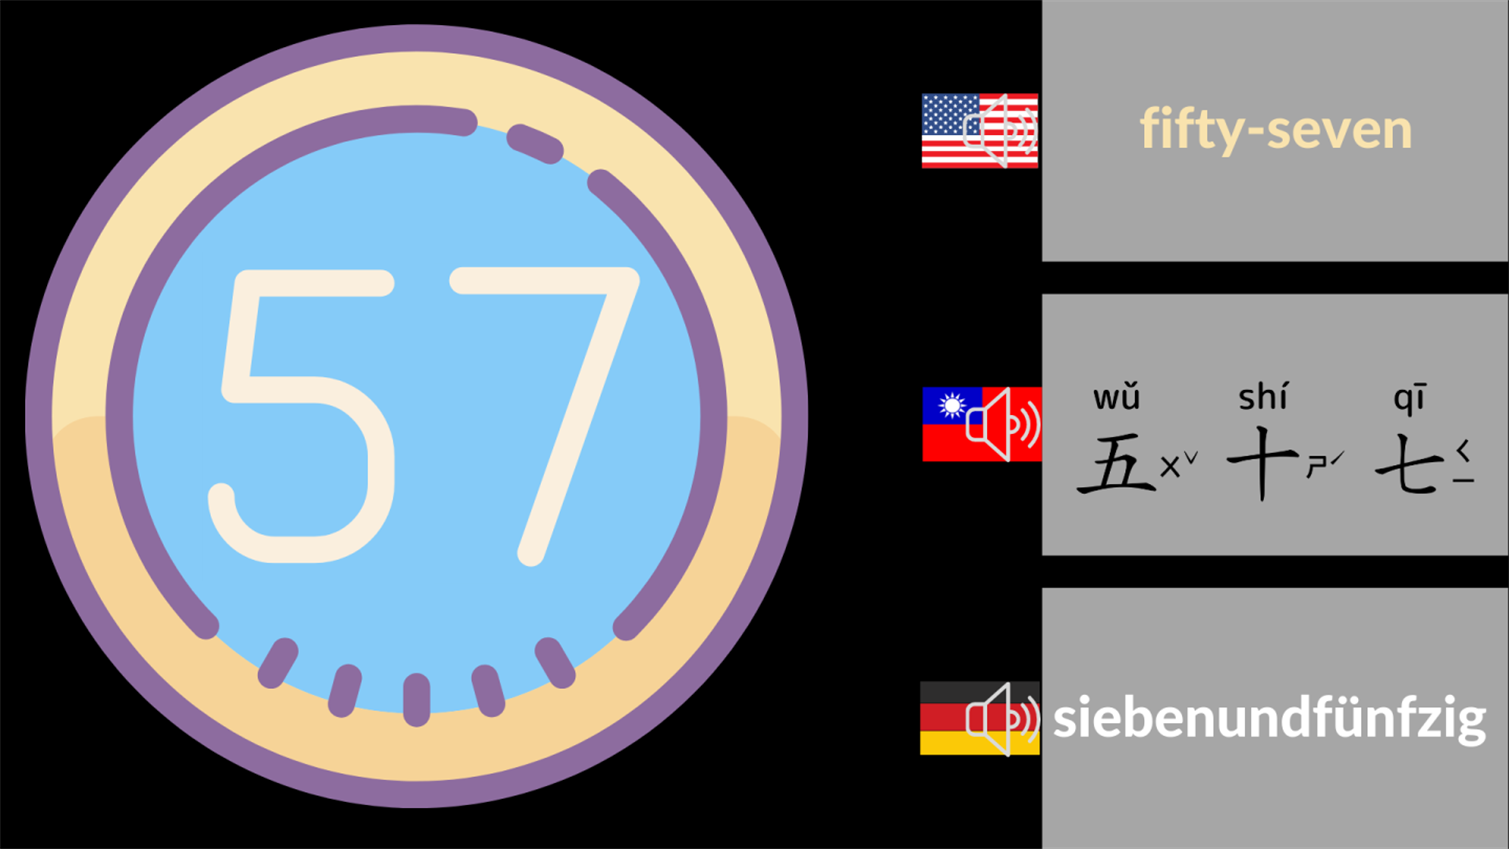 57
fifty-seven
wǔ shí qī
五ㄨˇ 十ㄕˊ 七ㄑㄧ
siebenundfünfzig